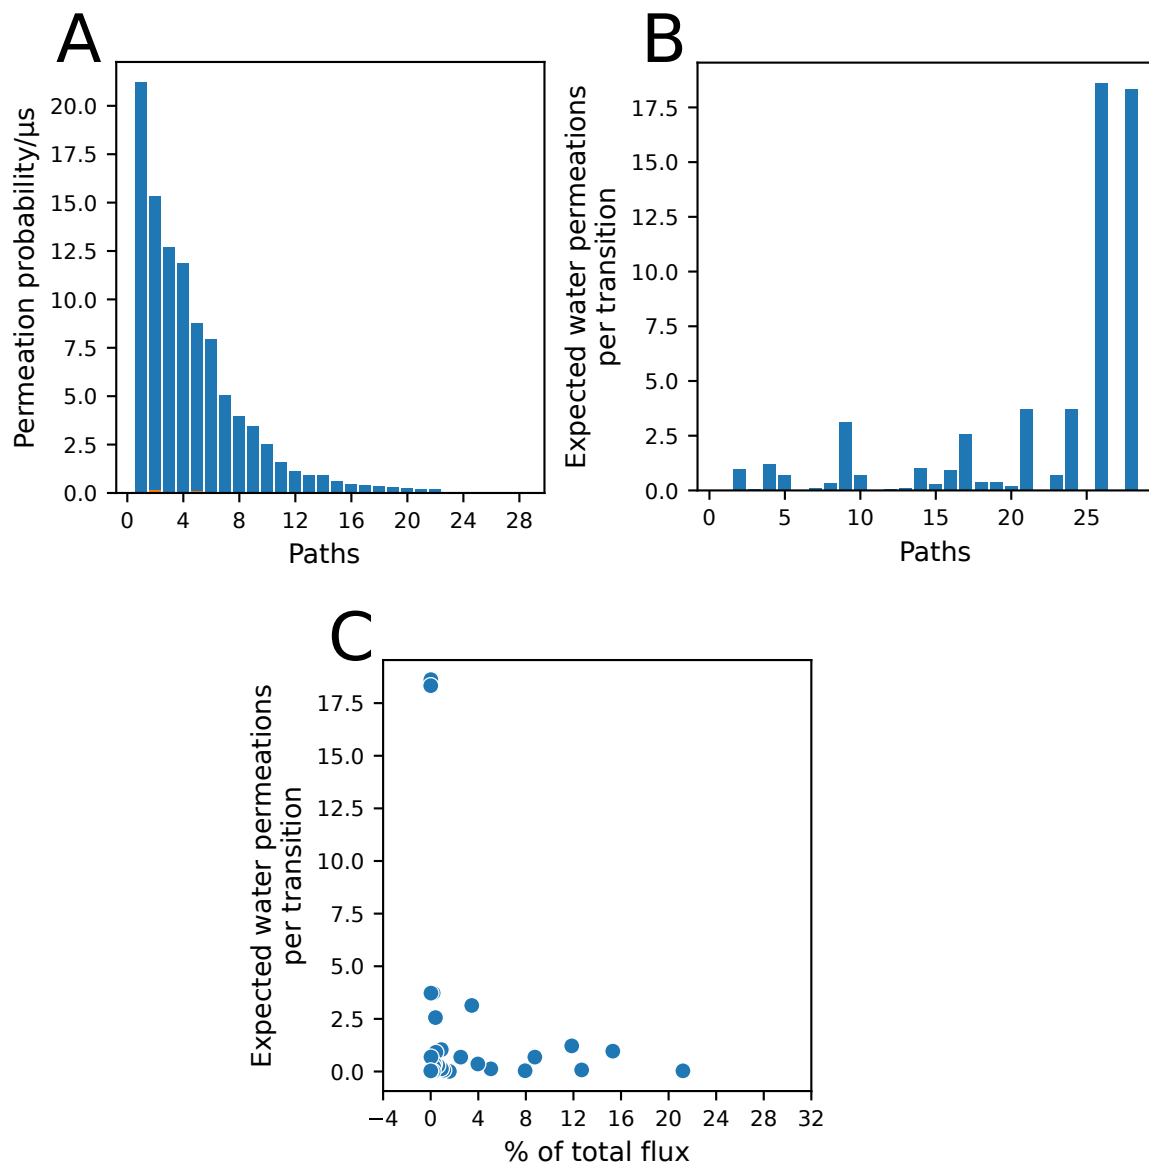 A
Permeation probability/µs
20.0
17.5
15.0
12.5
10.0
7.5
5.0
2.5
0.0
0 4 8 12 16 20 24 28
Paths
B
Expected water permeations
per transition
17.5
15.0
12.5
10.0
7.5
5.0
2.5
0.0
0 5 10 15 20 25
Paths
C
Expected water permeations
per transition
17.5
15.0
12.5
10.0
7.5
5.0
2.5
0.0
−4 0 4 8 12 16 20 24 28 32
% of total flux